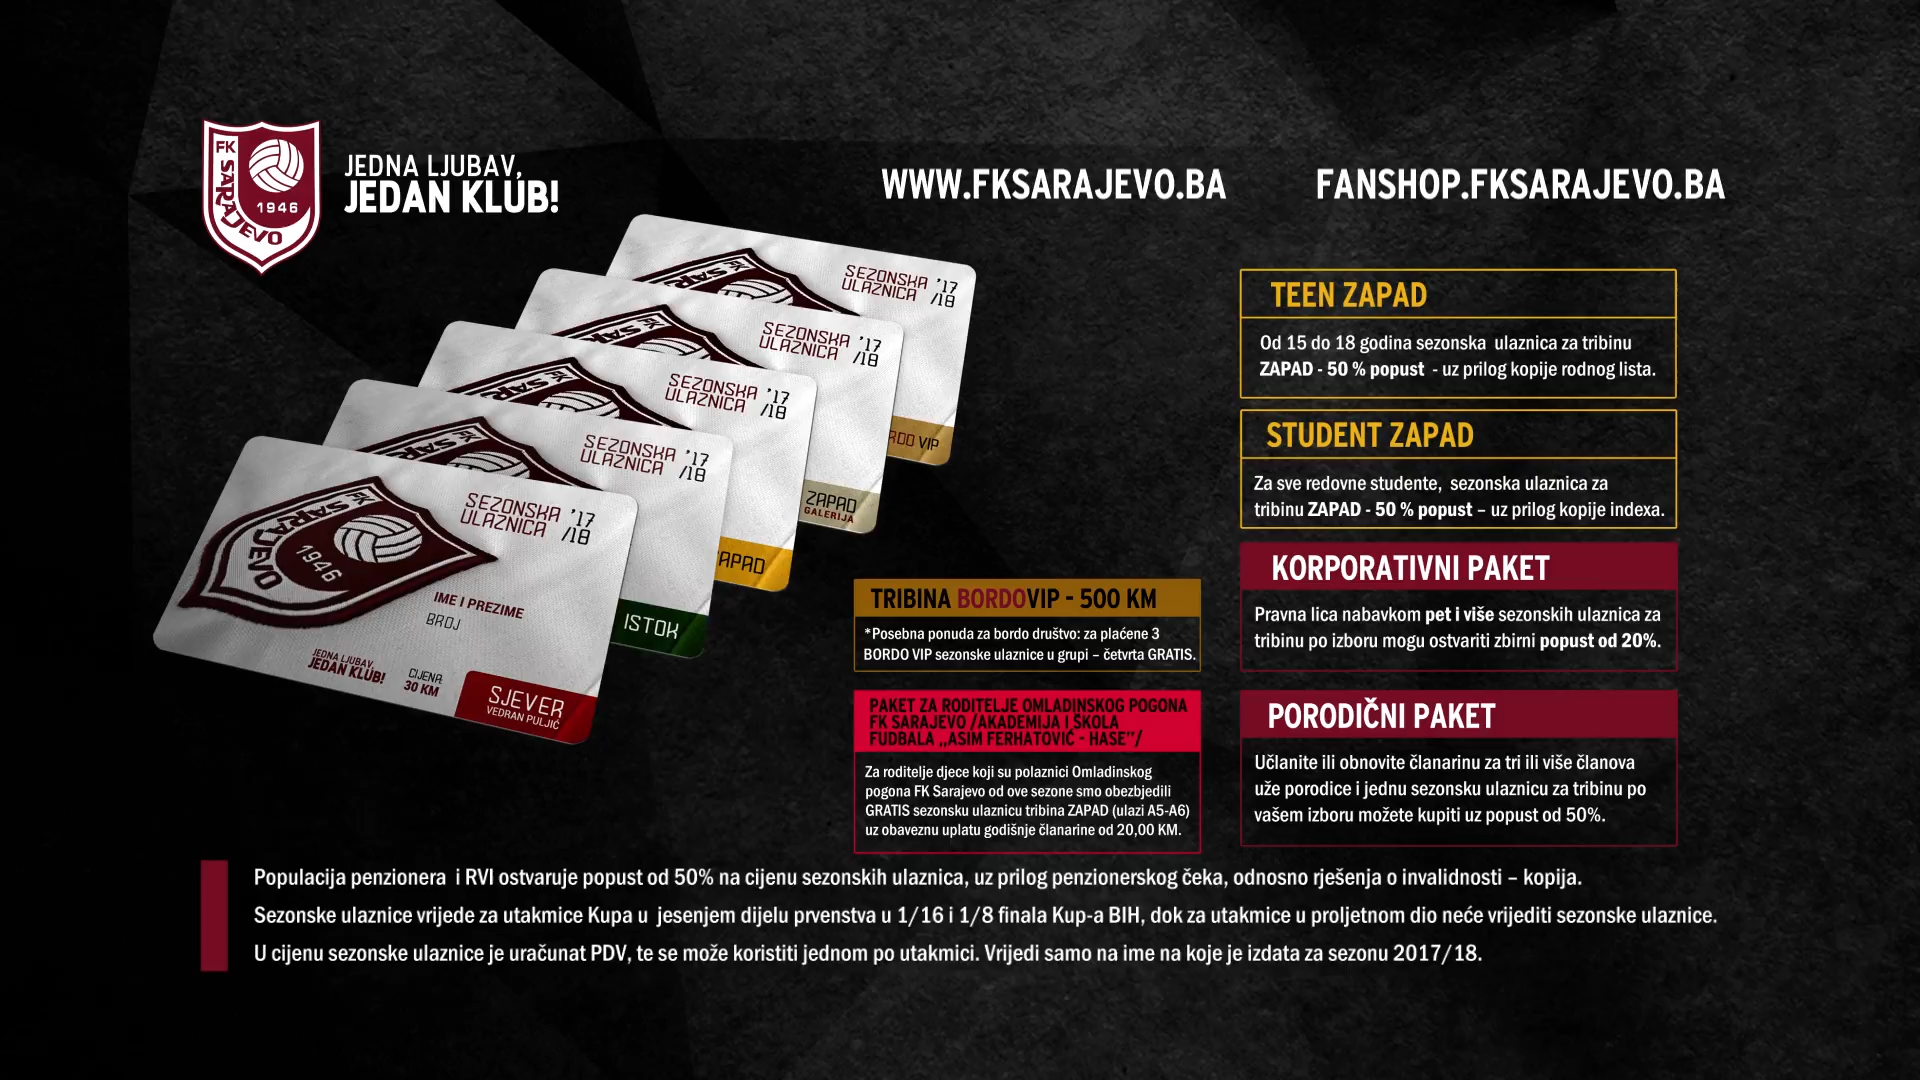 FK
SARAJEVO
1946
JEDNA LJUBAV,
JEDAN KLUB!
WWW.FKSARAJEVO.BA
FANSHOP.FKSARAJEVO.BA
SEZONSKA '17
ULAZNICA /18
RDO VIP
SEZONSKA '17
ULAZNICA /18
ZAPAD
GALERIJA
SEZONSKA '17
ULAZNICA /18
APAD
SEZONSKA '17
ULAZNICA /18
ISTOK
FK
SARAJEVO
1946
SEZONSKA '17
ULAZNICA /18
IME I PREZIME
BROJ
JEDNA LJUBAV,
JEDAN KLUB!
CIJENA
30 KM
SJEVER
VEDRAN PULJIĆ
TRIBINA BORDOVIP - 500 KM
*Posebna ponuda za bordo društvo: za plaćene 3
BORDO VIP sezonske ulaznice u grupi – četvrta GRATIS.
PAKET ZA RODITELJE OMLADINSKOG POGONA
FK SARAJEVO /AKADEMIJA I ŠKOLA
FUDBALA „ASIM FERHATOVIĆ - HASE”/
Za roditelje djece koji su polaznici Omladinskog
pogona FK Sarajevo od ove sezone smo obezbjedili
GRATIS sezonsku ulaznicu tribina ZAPAD (ulazi A5-A6)
uz obaveznu uplatu godišnje članarine od 20,00 KM.
TEEN ZAPAD
Od 15 do 18 godina sezonska ulaznica za tribinu
ZAPAD - 50 % popust - uz prilog kopije rodnog lista.
STUDENT ZAPAD
Za sve redovne studente, sezonska ulaznica za
tribinu ZAPAD - 50 % popust – uz prilog kopije indexa.
KORPORATIVNI PAKET
Pravna lica nabavkom pet i više sezonskih ulaznica za
tribinu po izboru mogu ostvariti zbirni popust od 20%.
PORODIČNI PAKET
Učlanite ili obnovite članarinu za tri ili više članova
uže porodice i jednu sezonsku ulaznicu za tribinu po
vašem izboru možete kupiti uz popust od 50%.
Populacija penzionera i RVI ostvaruje popust od 50% na cijenu sezonskih ulaznica, uz prilog penzionerskog čeka, odnosno rješenja o invalidnosti – kopija.
Sezonske ulaznice vrijede za utakmice Kupa u jesenjem dijelu prvenstva u 1/16 i 1/8 finala Kup-a BIH, dok za utakmice u proljetnom dio neće vrijediti sezonske ulaznice.
U cijenu sezonske ulaznice je uračunat PDV, te se može koristiti jednom po utakmici. Vrijedi samo na ime na koje je izdata za sezonu 2017/18.